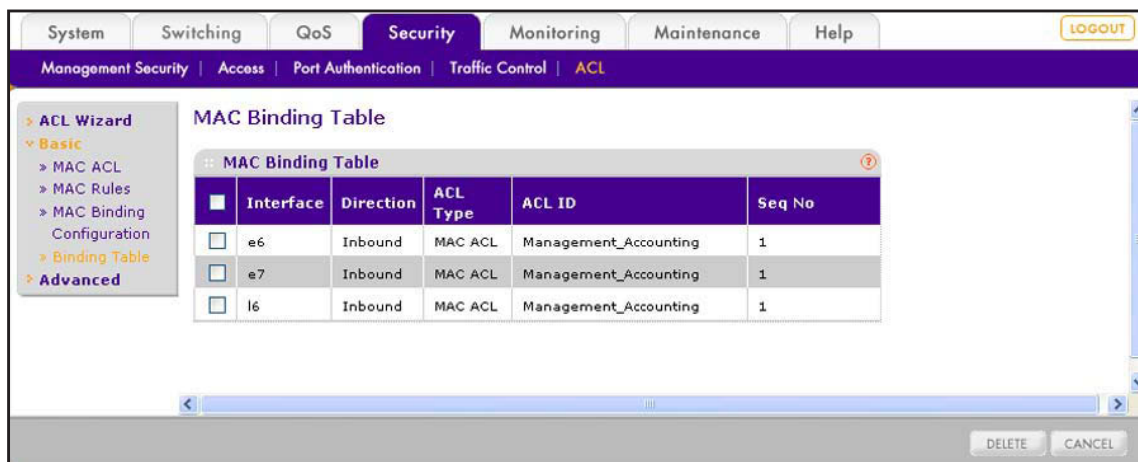 System Switching QoS Security Monitoring Maintenance Help LOGOUT
Management Security | Access | Port Authentication | Traffic Control | ACL
ACL Wizard
Basic
» MAC ACL
» MAC Rules
» MAC Binding
Configuration
» Binding Table
Advanced
MAC Binding Table
MAC Binding Table ?
Interface Direction ACL Type ACL ID Seq No
e6 Inbound MAC ACL Management_Accounting 1
e7 Inbound MAC ACL Management_Accounting 1
l6 Inbound MAC ACL Management_Accounting 1
DELETE CANCEL